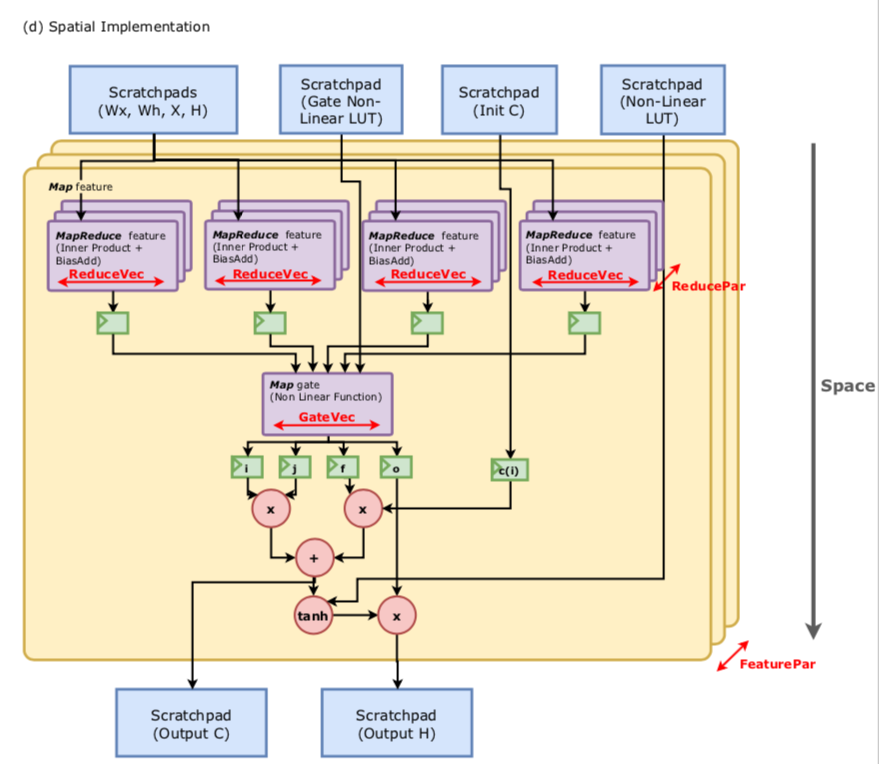 (d) Spatial Implementation
Scratchpads
(Wx, Wh, X, H)
Scratchpad
(Gate Non-
Linear LUT)
Scratchpad
(Init C)
Scratchpad
(Non-Linear
LUT)
Map feature
MapReduce feature
(Inner Product +
BiasAdd)
ReduceVec
MapReduce feature
(Inner Product +
BiasAdd)
ReduceVec
MapReduce feature
(Inner Product +
BiasAdd)
ReduceVec
MapReduce feature
(Inner Product +
BiasAdd)
ReduceVec
ReducePar
Map gate
(Non Linear Function)
GateVec
Space
i
j
f
o
c(i)
x
x
+
tanh
x
FeaturePar
Scratchpad
(Output C)
Scratchpad
(Output H)